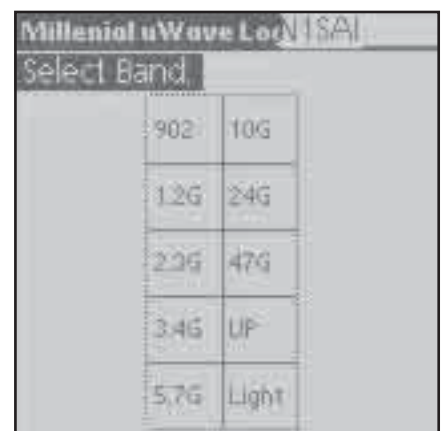 Millenial uWave Log N1SAI
Select Band
902 10G
1.2G 24G
2.3G 47G
3.4G UP
5.7G Light